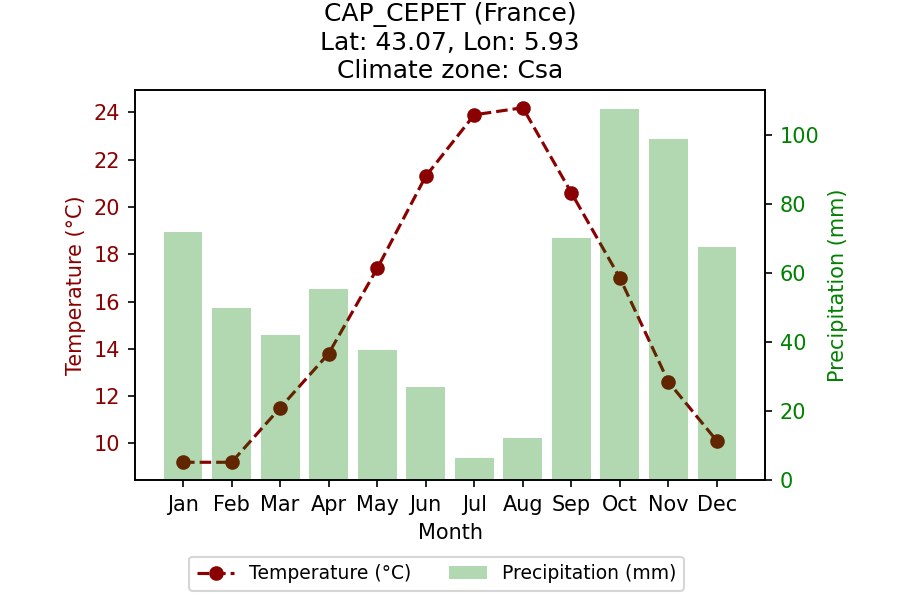 CAP_CEPET (France)
Lat: 43.07, Lon: 5.93
Climate zone: Csa
24
22
20
18
16
14
12
10
Temperature (°C)
100
80
60
40
20
0
Precipitation (mm)
Jan Feb Mar Apr May Jun Jul Aug Sep Oct Nov Dec
Month
Temperature (°C) Precipitation (mm)